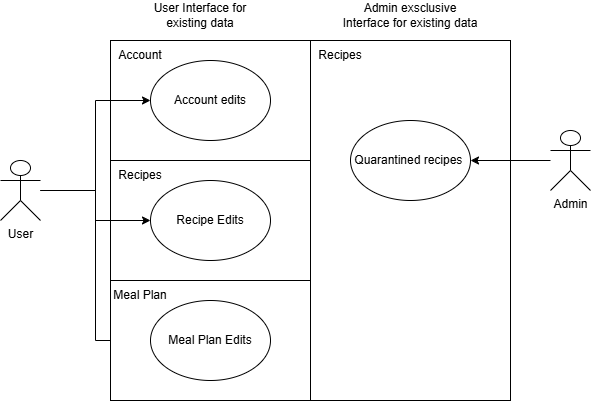 User Interface for
existing data
Admin exsclusive
Interface for existing data
Account
Account edits
Recipes
Quarantined recipes
Recipes
Recipe Edits
User
Admin
Meal Plan
Meal Plan Edits